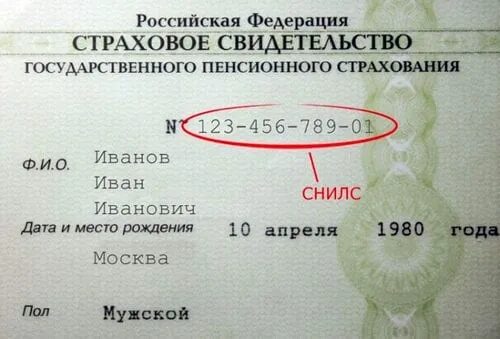 Российская Федерация
СТРАХОВОЕ СВИДЕТЕЛЬСТВО
ГОСУДАРСТВЕННОГО ПЕНСИОННОГО СТРАХОВАНИЯ
№ 123-456-789-01
СНИЛС
Ф.И.О. Иванов
Иван
Иванович
Дата и место рождения 10 апреля 1980 года
Москва
Пол Мужской